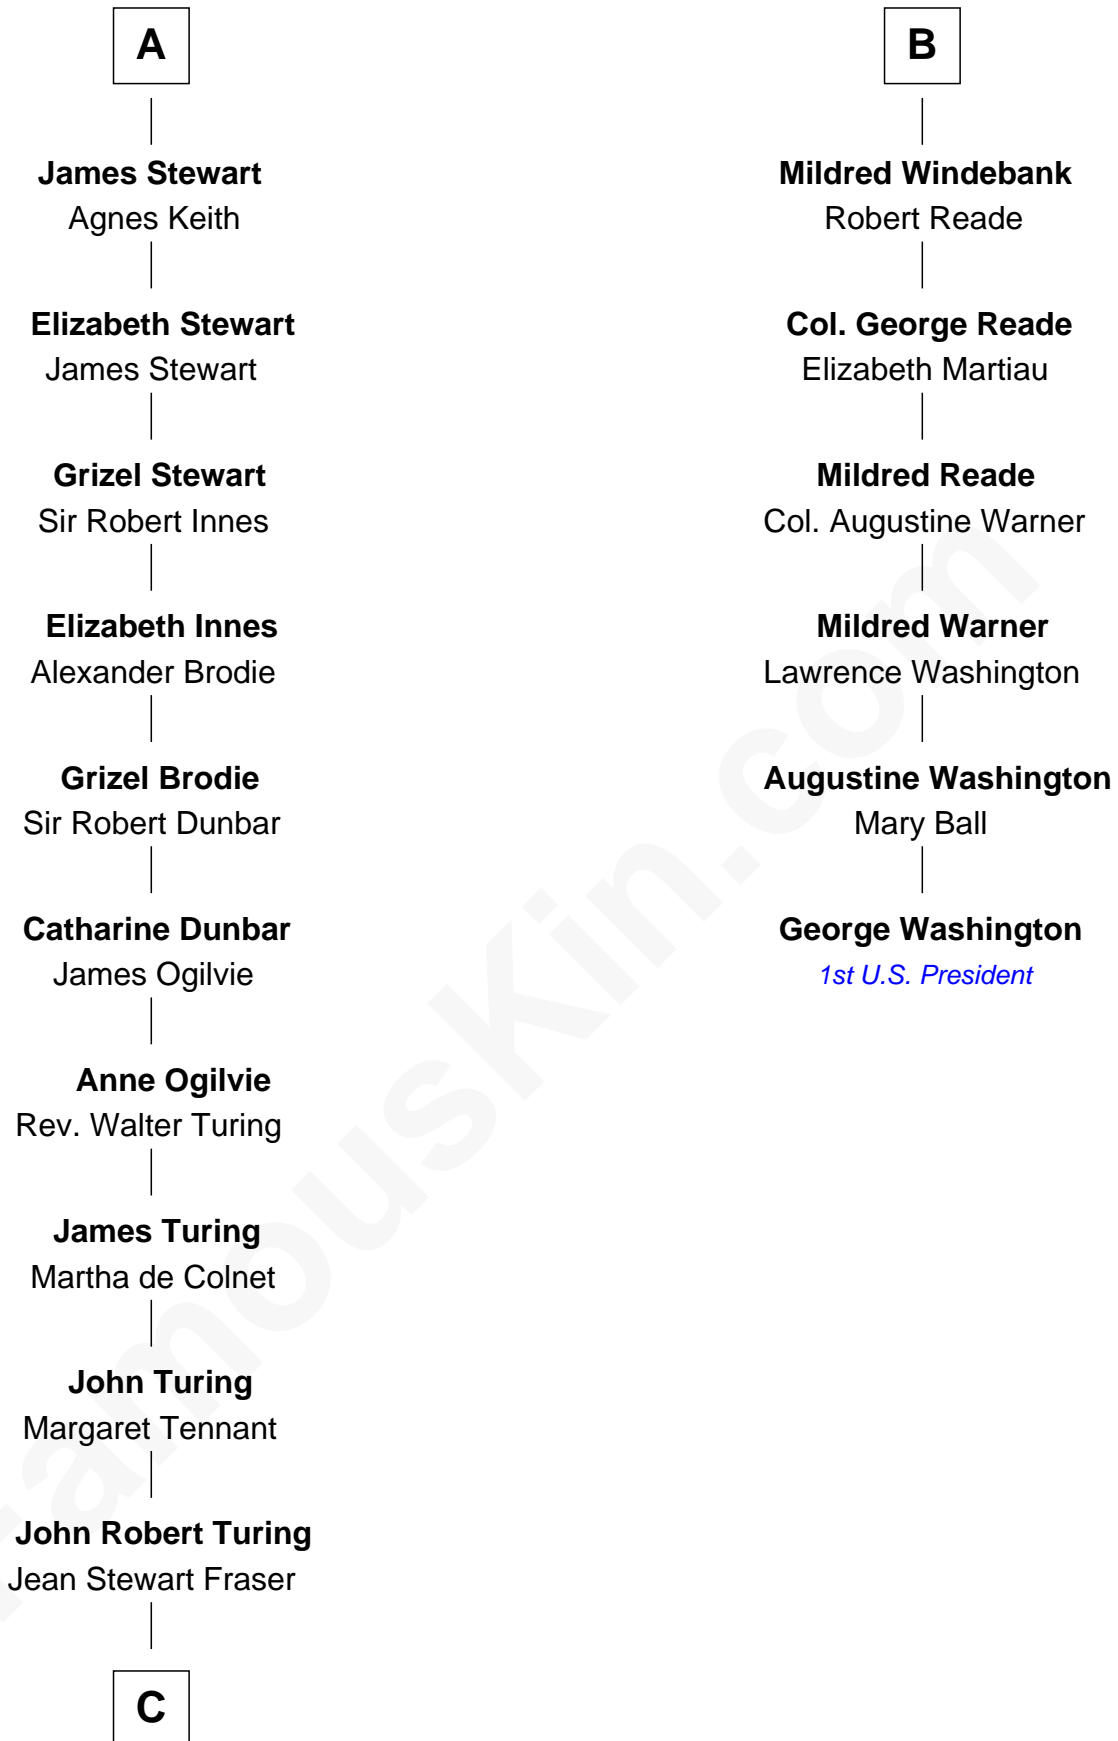 A
James Stewart
Agnes Keith
Elizabeth Stewart
James Stewart
Grizel Stewart
Sir Robert Innes
Elizabeth Innes
Alexander Brodie
Grizel Brodie
Sir Robert Dunbar
Catharine Dunbar
James Ogilvie
Anne Ogilvie
Rev. Walter Turing
James Turing
Martha de Colnet
John Turing
Margaret Tennant
John Robert Turing
Jean Stewart Fraser
C
B
Mildred Windebank
Robert Reade
Col. George Reade
Elizabeth Martiau
Mildred Reade
Col. Augustine Warner
Mildred Warner
Lawrence Washington
Augustine Washington
Mary Ball
George Washington
1st U.S. President
FamousKin.com